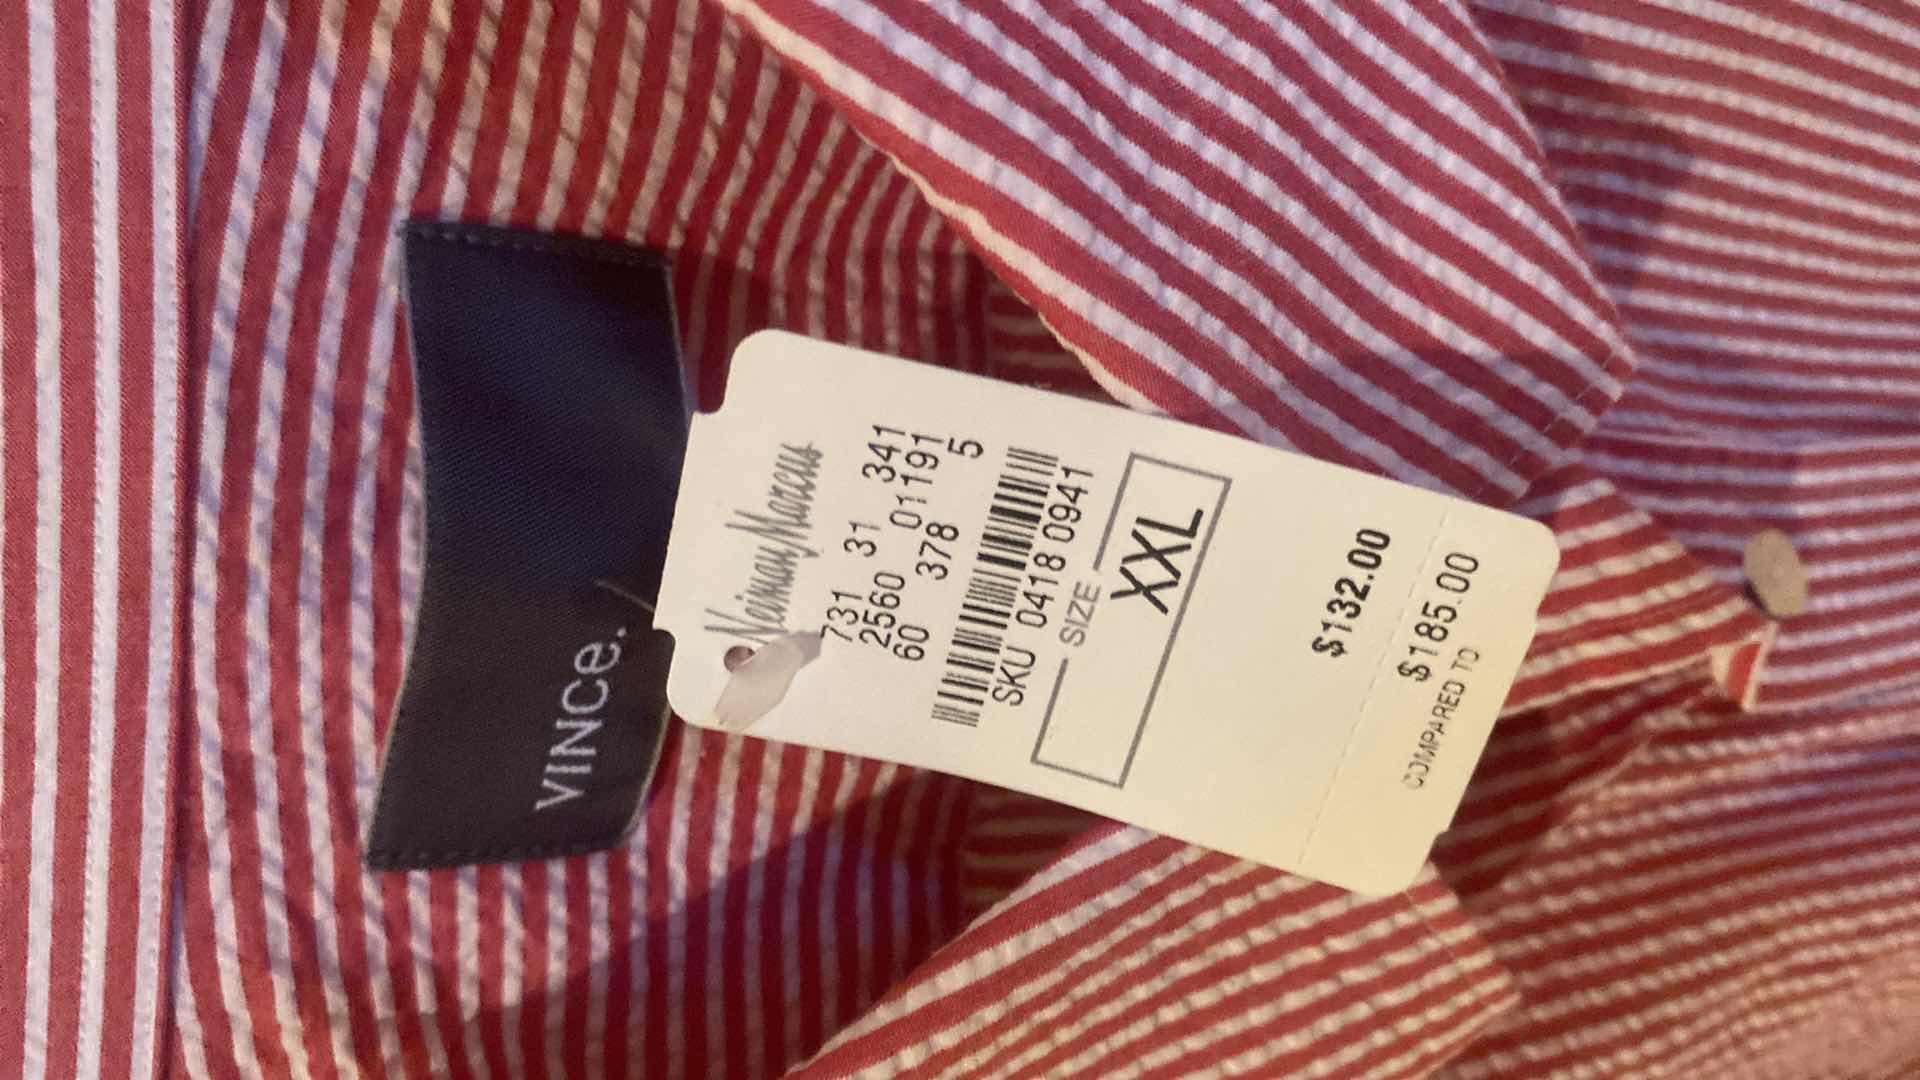 VINCe.
Neiman Marcus
731 31 341
2560 01191
60 378 5
SKU 0418 0941
SIZE
XXL
$132.00
$185.00
COMPARED TO